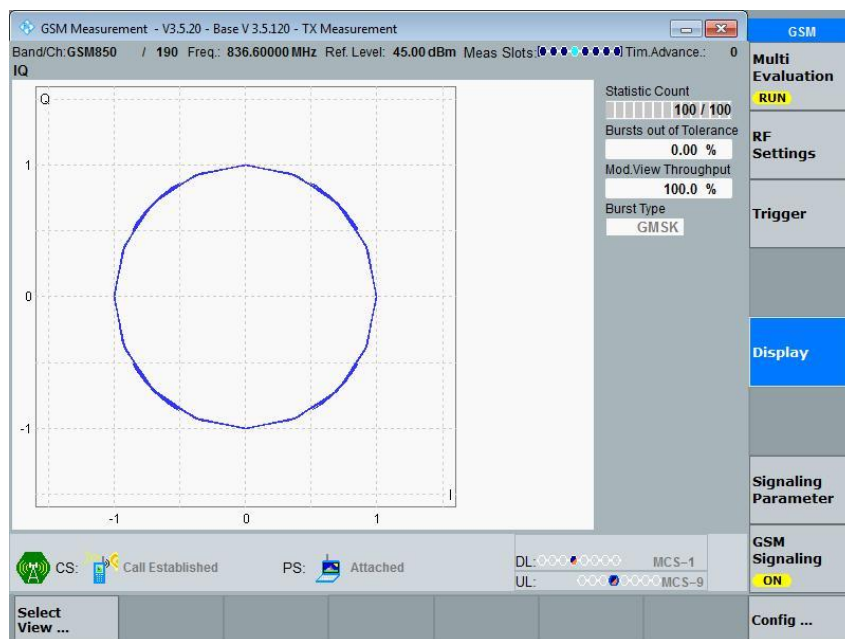 GSM Measurement - V3.5.20 - Base V 3.5.120 - TX Measurement
GSM
Band/Ch:GSM850 / 190 Freq.: 836.60000 MHz Ref. Level: 45.00 dBm Meas Slots: Tim.Advance.: 0
IQ
Multi
Evaluation
RUN
Q
1
0
-1
I
-1 0 1
Statistic Count
100 / 100
Bursts out of Tolerance
0.00 %
Mod.View Throughput
100.0 %
Burst Type
GMSK
RF
Settings
Trigger
Display
Signaling
Parameter
GSM
Signaling
ON
CS: Call Established PS: Attached
DL: MCS-1
UL: MCS-9
Select
View ...
Config ...